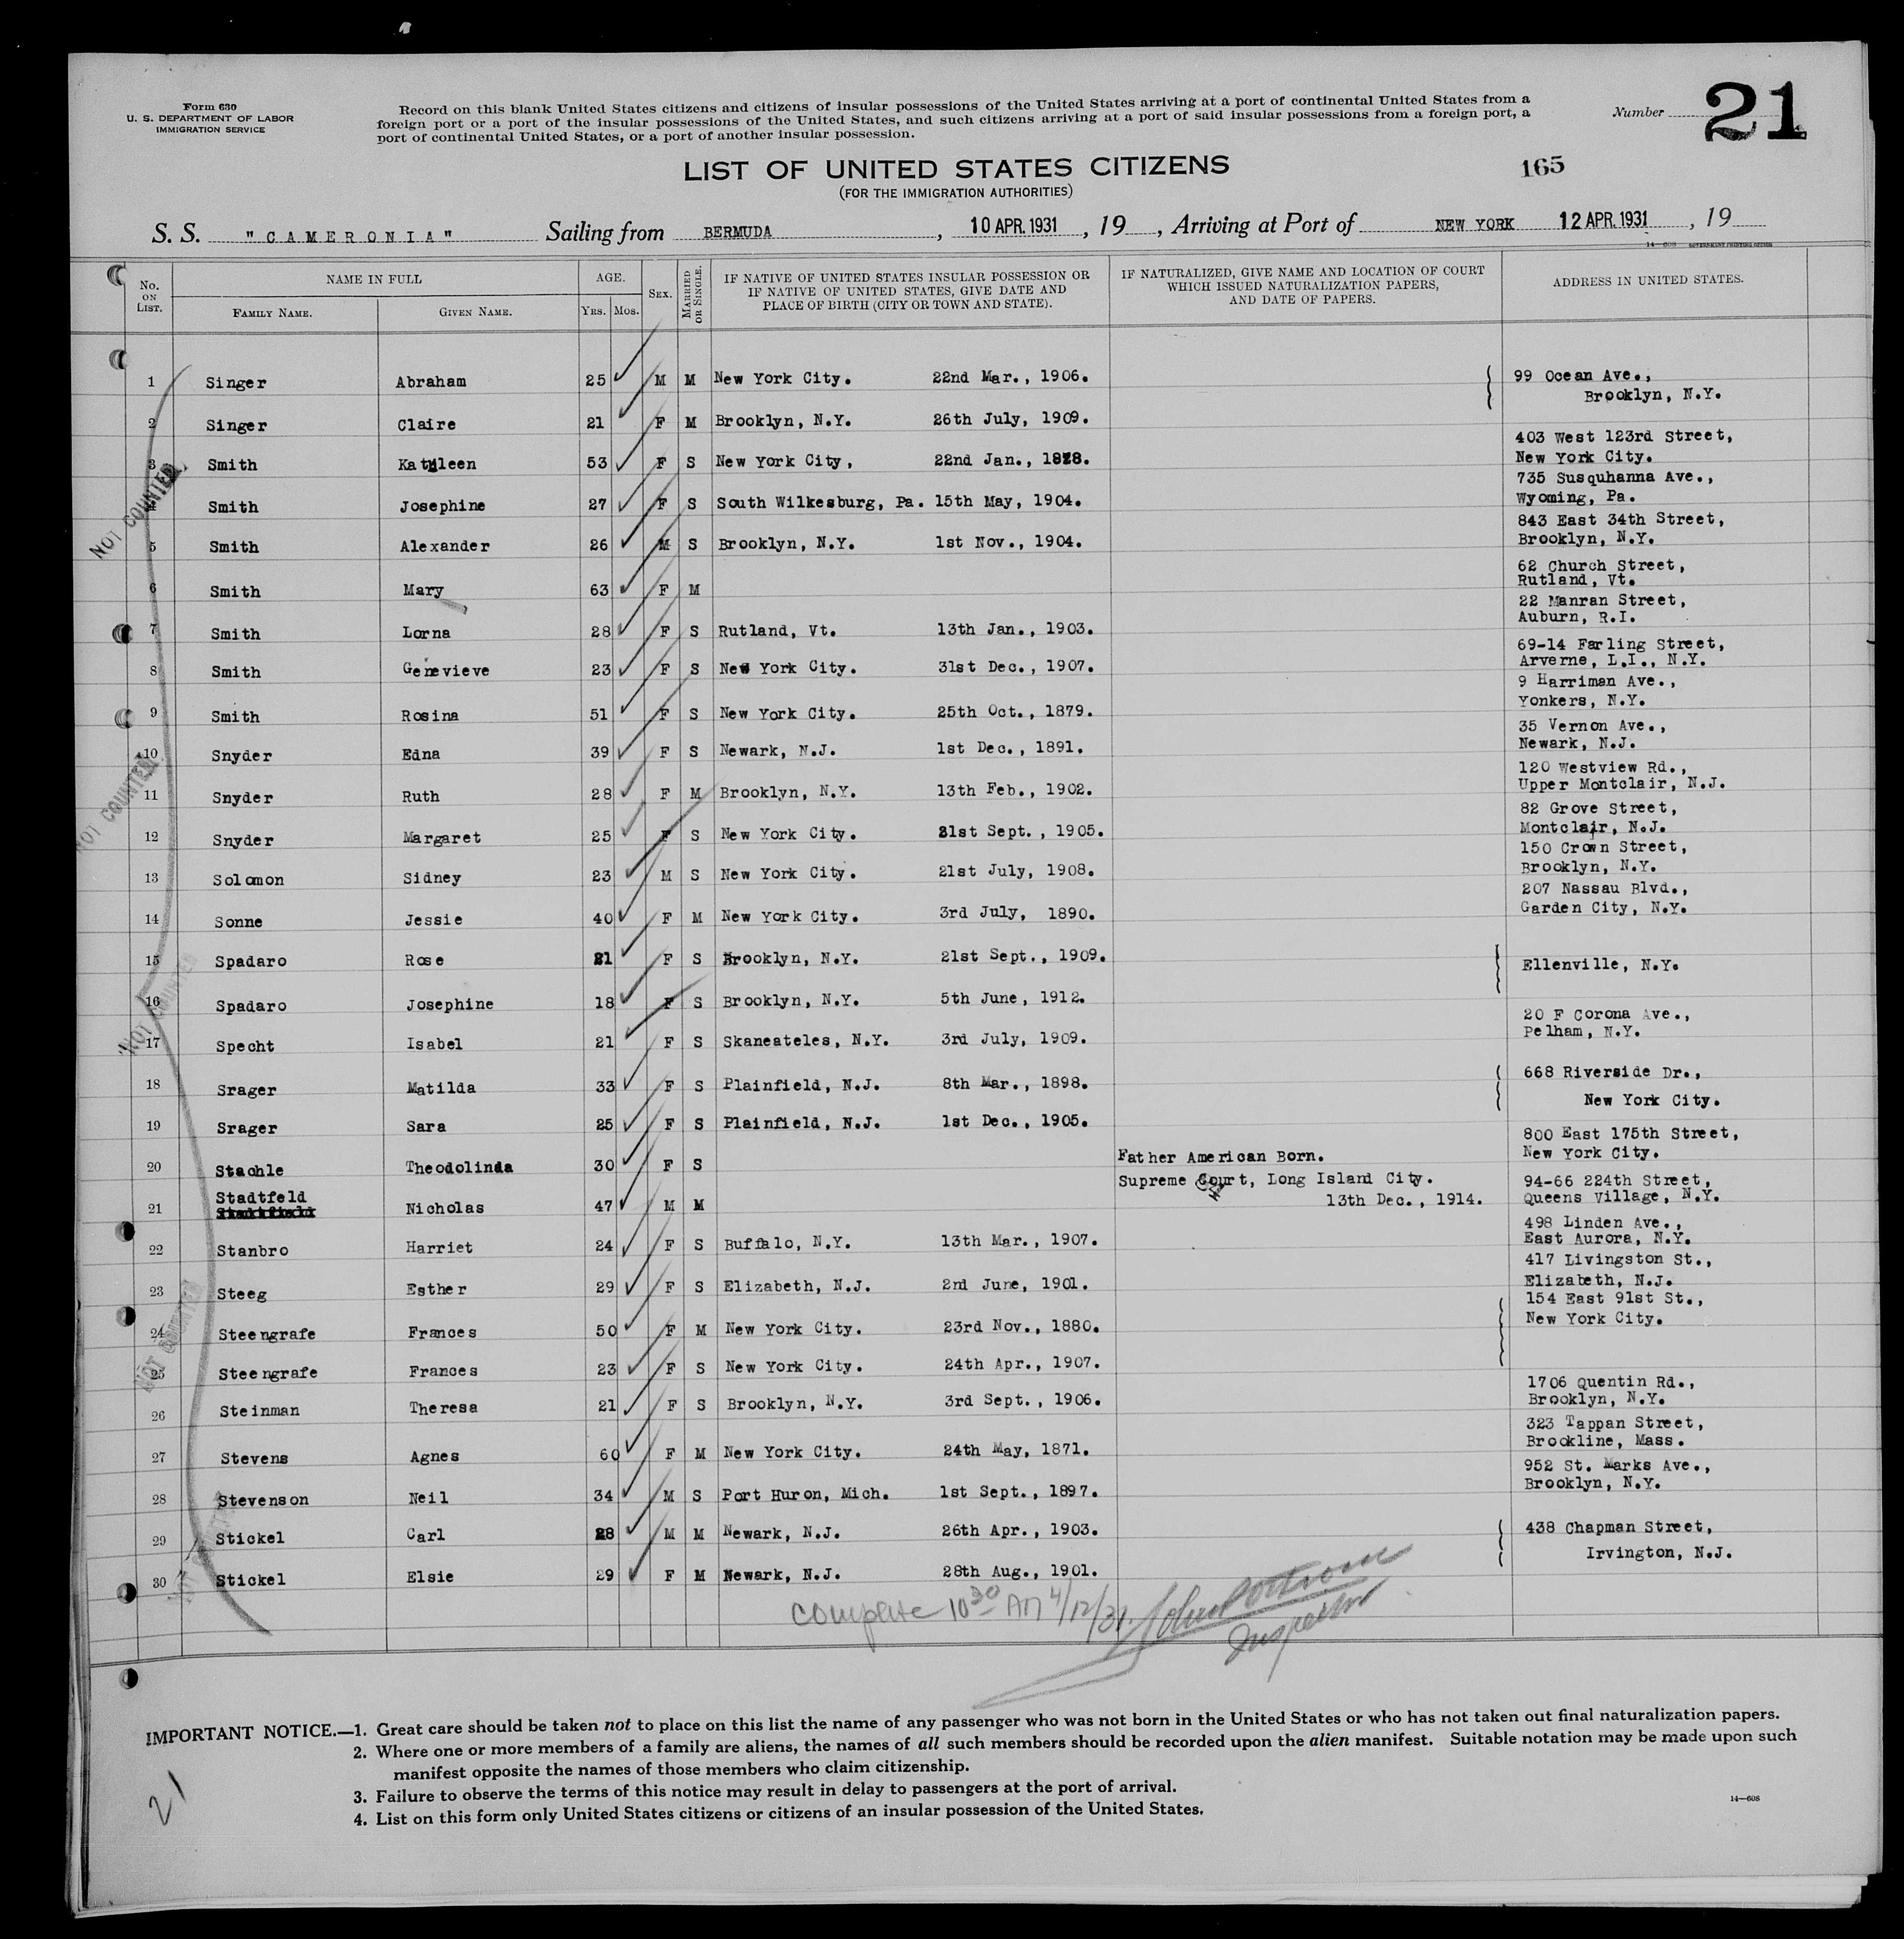 Form 630
U. S. DEPARTMENT OF LABOR
IMMIGRATION SERVICE
Record on this blank United States citizens and citizens of insular possessions of the United States arriving at a port of continental United States from a
foreign port or a port of the insular possessions of the United States, and such citizens arriving at a port of said insular possessions from a foreign port, a
port of continental United States, or a port of another insular possession.
Number 21
165
LIST OF UNITED STATES CITIZENS
(FOR THE IMMIGRATION AUTHORITIES)
S. S. "CAMERONIA" Sailing from BERMUDA, 10 APR. 1931, 19, Arriving at Port of NEW YORK 12 APR. 1931, 19
14—608 GOVERNMENT PRINTING OFFICE
No. ON LIST. NAME IN FULL AGE. SEX. MARRIED OR SINGLE. IF NATIVE OF UNITED STATES INSULAR POSSESSION OR IF NATIVE OF UNITED STATES, GIVE DATE AND PLACE OF BIRTH (CITY OR TOWN AND STATE). IF NATURALIZED, GIVE NAME AND LOCATION OF COURT WHICH ISSUED NATURALIZATION PAPERS, AND DATE OF PAPERS. ADDRESS IN UNITED STATES.
FAMILY NAME. GIVEN NAME. YRS. MOS.
1 Singer Abraham 25 M M New York City. 22nd Mar., 1906. 99 Ocean Ave.,
Brooklyn, N.Y.
2 Singer Claire 21 F M Brooklyn, N.Y. 26th July, 1909.
3 Smith Kathleen 53 F S New York City, 22nd Jan., 1878. 403 West 123rd Street,
New York City.
4 Smith Josephine 27 F S South Wilkesburg, Pa. 15th May, 1904. 735 Susquhanna Ave.,
Wyoming, Pa.
5 Smith Alexander 26 M S Brooklyn, N.Y. 1st Nov., 1904. 843 East 34th Street,
Brooklyn, N.Y.
6 Smith Mary 63 F M 62 Church Street,
Rutland, Vt.
7 Smith Lorna 28 F S Rutland, Vt. 13th Jan., 1903. 22 Manran Street,
Auburn, R.I.
8 Smith Genevieve 23 F S New York City. 31st Dec., 1907. 69-14 Farling Street,
Arverne, L.I., N.Y.
9 Smith Rosina 51 F S New York City. 25th Oct., 1879. 9 Harriman Ave.,
Yonkers, N.Y.
10 Snyder Edna 39 F S Newark, N.J. 1st Dec., 1891. 35 Vernon Ave.,
Newark, N.J.
11 Snyder Ruth 28 F M Brooklyn, N.Y. 13th Feb., 1902. 120 Westview Rd.,
Upper Montclair, N.J.
12 Snyder Margaret 25 F S New York City. 21st Sept., 1905. 82 Grove Street,
Montclair, N.J.
13 Solomon Sidney 23 M S New York City. 21st July, 1908. 150 Crown Street,
Brooklyn, N.Y.
14 Sonne Jessie 40 F M New York City. 3rd July, 1890. 207 Nassau Blvd.,
Garden City, N.Y.
15 Spadaro Rose 21 F S Brooklyn, N.Y. 21st Sept., 1909. Ellenville, N.Y.
16 Spadaro Josephine 18 F S Brooklyn, N.Y. 5th June, 1912.
17 Specht Isabel 21 F S Skaneateles, N.Y. 3rd July, 1909. 20 F Corona Ave.,
Pelham, N.Y.
18 Srager Matilda 33 F S Plainfield, N.J. 8th Mar., 1898. 668 Riverside Dr.,
New York City.
19 Srager Sara 25 F S Plainfield, N.J. 1st Dec., 1905.
20 Stachle Theodolinda 30 F S Father American Born. 800 East 175th Street,
New York City.
21 Stadtfeld Nicholas 47 M M Supreme Court, Long Island City. 94-66 224th Street,
13th Dec., 1914. Queens Village, N.Y.
22 Stanbro Harriet 24 F S Buffalo, N.Y. 13th Mar., 1907. 498 Linden Ave.,
East Aurora, N.Y.
23 Steeg Esther 29 F S Elizabeth, N.J. 2nd June, 1901. 417 Livingston St.,
Elizabeth, N.J.
24 Steengrafe Frances 50 F M New York City. 23rd Nov., 1880. 154 East 91st St.,
New York City.
25 Steengrafe Frances 23 F S New York City. 24th Apr., 1907.
26 Steinman Theresa 21 F S Brooklyn, N.Y. 3rd Sept., 1906. 1706 Quentin Rd.,
Brooklyn, N.Y.
27 Stevens Agnes 60 F M New York City. 24th May, 1871. 323 Tappan Street,
Brookline, Mass.
28 Stevenson Neil 34 M S Port Huron, Mich. 1st Sept., 1897. 952 St. Marks Ave.,
Brooklyn, N.Y.
29 Stickel Carl 28 M M Newark, N.J. 26th Apr., 1903. 438 Chapman Street,
Irvington, N.J.
30 Stickel Elsie 29 F M Newark, N.J. 28th Aug., 1901.
NOT COUNTED
NOT COUNTED
NOT COUNTED
NOT COUNTED
NOT COUNTED
Complete 10 30 AM 4/12/31.
Inspector
IMPORTANT NOTICE.—1. Great care should be taken not to place on this list the name of any passenger who was not born in the United States or who has not taken out final naturalization papers.
2. Where one or more members of a family are aliens, the names of all such members should be recorded upon the alien manifest. Suitable notation may be made upon such
manifest opposite the names of those members who claim citizenship.
3. Failure to observe the terms of this notice may result in delay to passengers at the port of arrival.
4. List on this form only United States citizens or citizens of an insular possession of the United States.
14—608
21